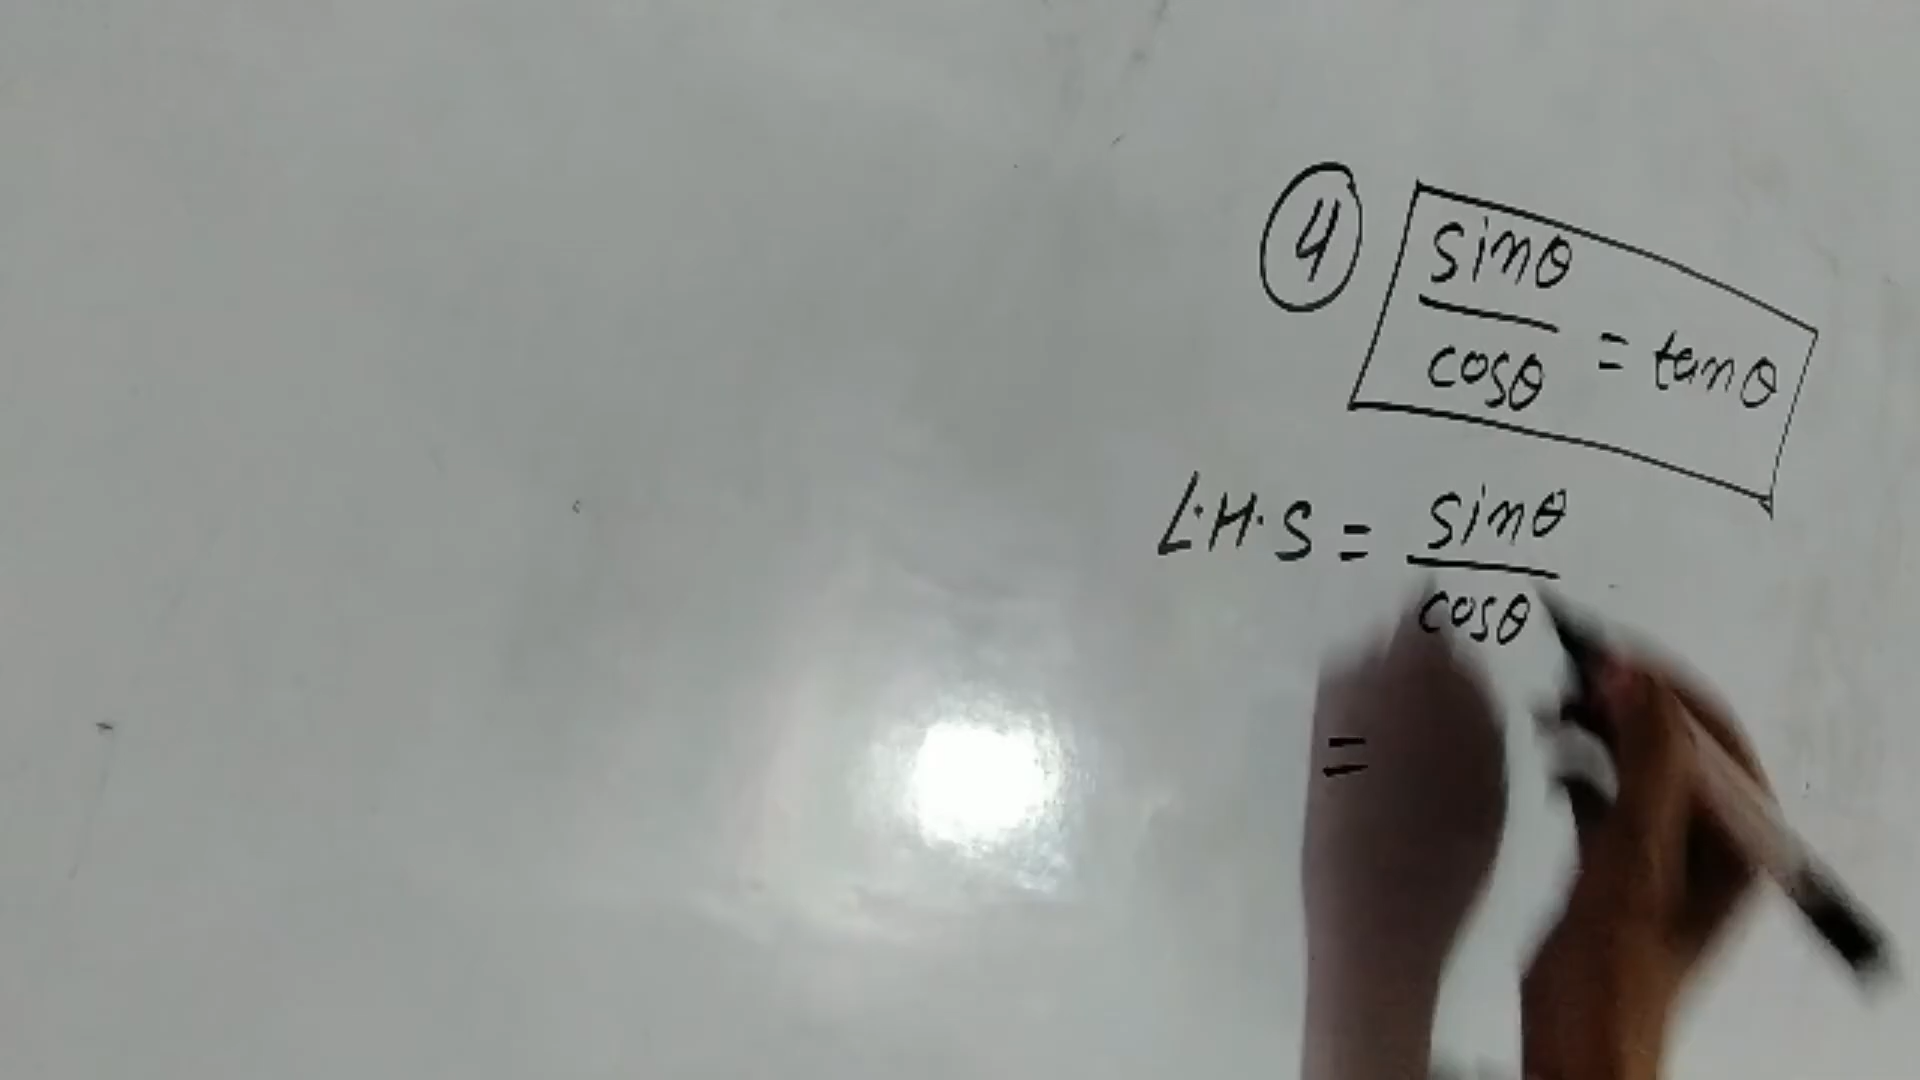 4 sinθ/cosθ = tanθ
L.H.S = sinθ/cosθ
=